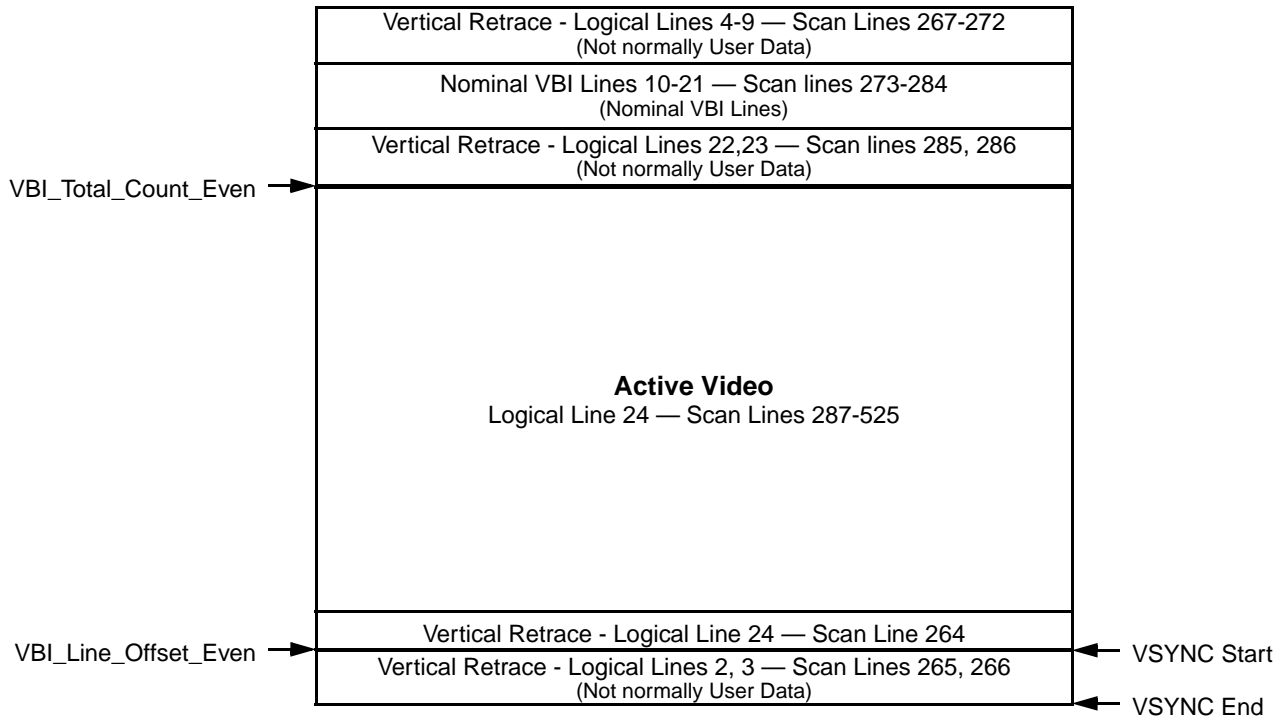 Vertical Retrace - Logical Lines 4-9 — Scan Lines 267-272
(Not normally User Data)
Nominal VBI Lines 10-21 — Scan lines 273-284
(Nominal VBI Lines)
Vertical Retrace - Logical Lines 22,23 — Scan lines 285, 286
(Not normally User Data)
VBI_Total_Count_Even
Active Video
Logical Line 24 — Scan Lines 287-525
Vertical Retrace - Logical Line 24 — Scan Line 264
VBI_Line_Offset_Even
VSYNC Start
Vertical Retrace - Logical Lines 2, 3 — Scan Lines 265, 266
(Not normally User Data)
VSYNC End